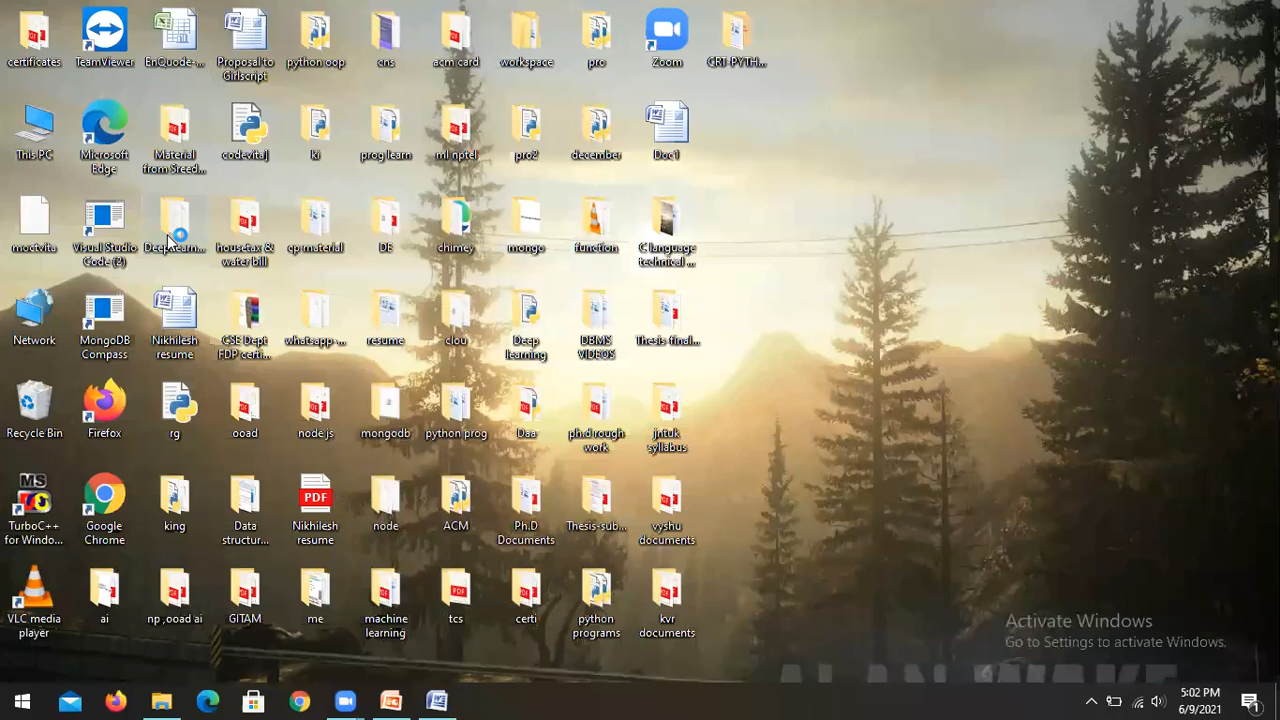 certificates
TeamViewer
EnQuode-...
Proposal to
Girlscript
python oop
cns
acm card
workspace
pro
Zoom
CRT-PYTH...
This PC
Microsoft
Edge
Material
from Sreed...
codevitaJ
ki
prog learn
ml nptel
pro2
december
Doc1
moctvita
Visual Studio
Code (2)
DeepLearn...
housetax &
water bill
cp material
DE
chimey
mongo
function
C language
technical ...
Network
MongoDB
Compass
Nikhilesh
resume
CSE Dept
FDP certi...
whatsapp-...
resume
clou
Deep
learning
DBMS
VIDEOS
Thesis-final...
Recycle Bin
Firefox
rg
ooad
node js
mongodb
python prog
Daa
ph.d rough
work
jntuk
syllabus
MS
TurboC++
for Windo...
Google
Chrome
king
Data
structur...
PDF
Nikhilesh
resume
node
ACM
Ph.D
Documents
Thesis-sub...
vyshu
documents
VLC media
player
ai
np ,ooad ai
GITAM
me
machine
learning
tcs
certi
python
programs
kvr
documents
Activate Windows
Go to Settings to activate Windows.
ALAN WAKE
5:02 PM
6/9/2021
1